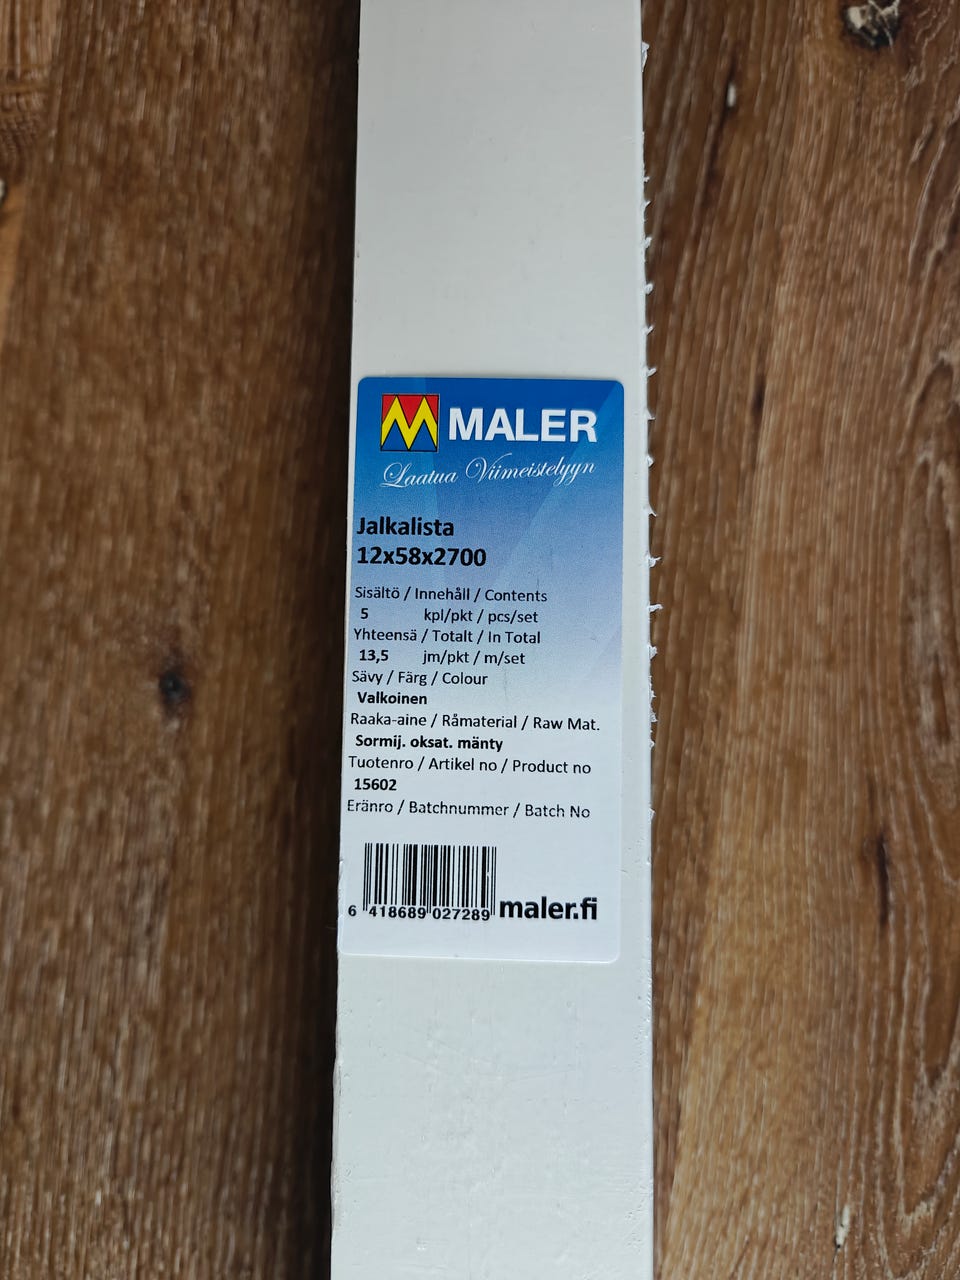 MALER
Laatua Viimeistelyyn
Jalkalista
12x58x2700
Sisältö / Innehåll / Contents
5 kpl/pkt / pcs/set
Yhteensä / Totalt / In Total
13,5 jm/pkt / m/set
Sävy / Färg / Colour
Valkoinen
Raaka-aine / Råmaterial / Raw Mat.
Sormij. oksat. mänty
Tuotenro / Artikel no / Product no
15602
Eränro / Batchnummer / Batch No
6 418689 027289 maler.fi